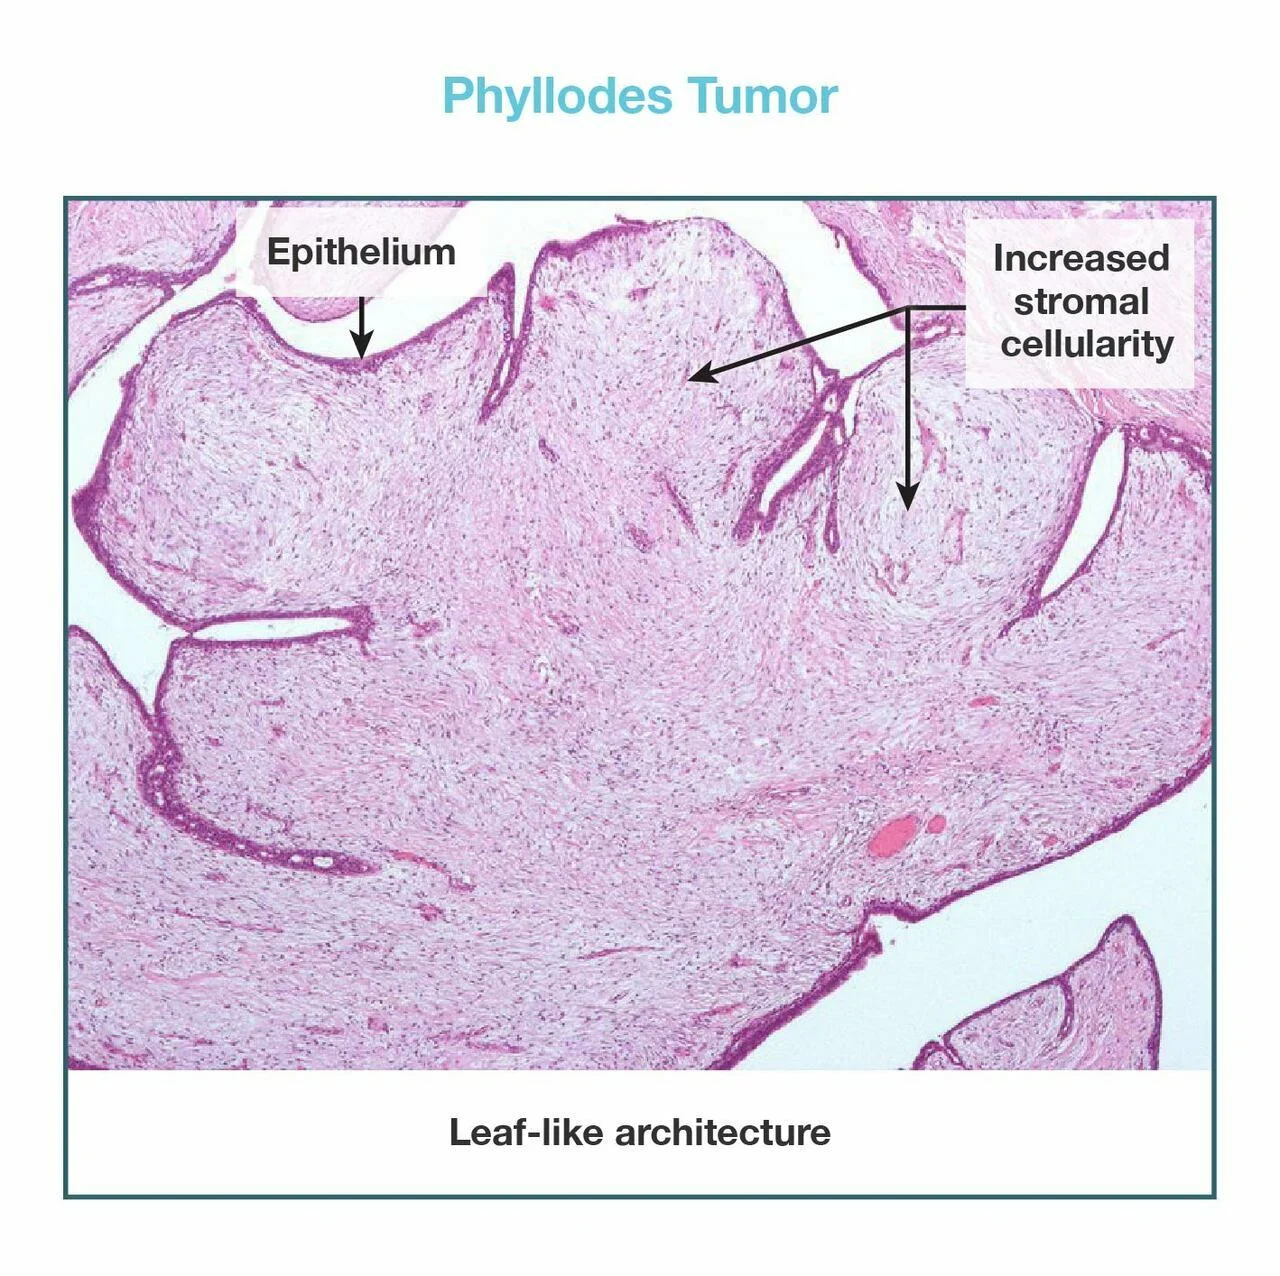 Phyllodes Tumor
Epithelium
Increased
stromal
cellularity
Leaf-like architecture